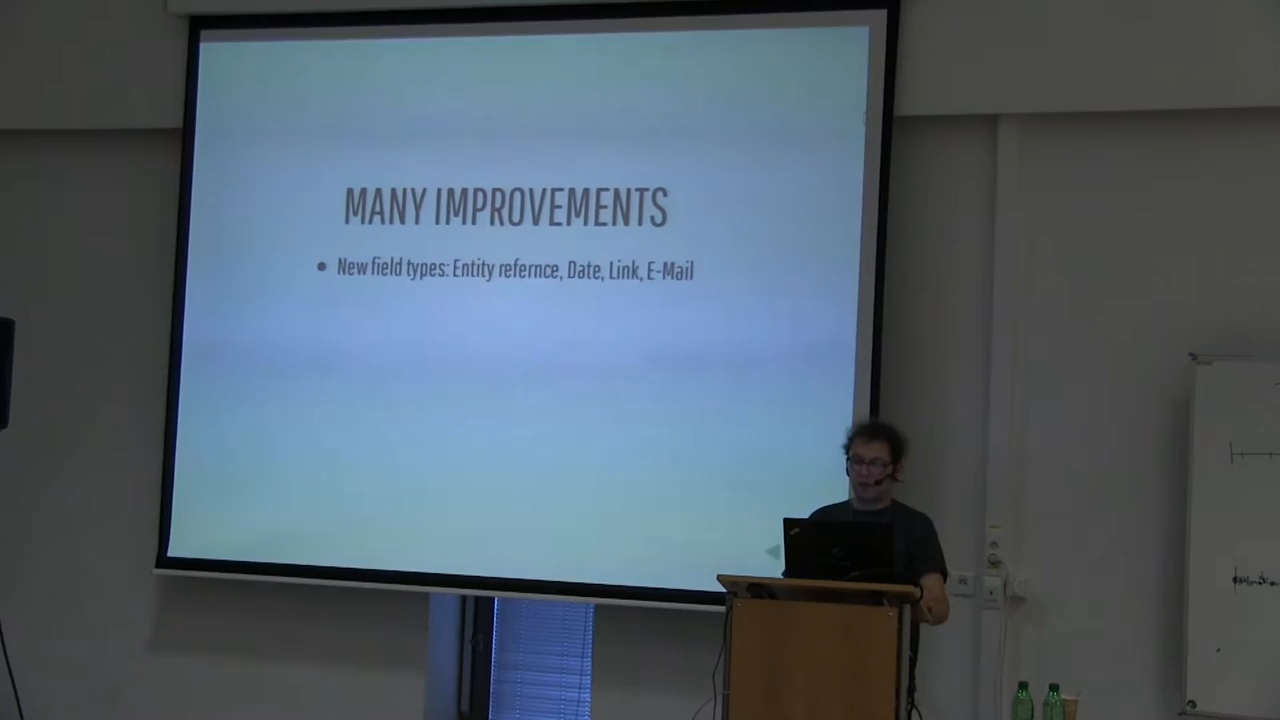 MANY IMPROVEMENTS
• New field types: Entity refernce, Date, Link, E-Mail